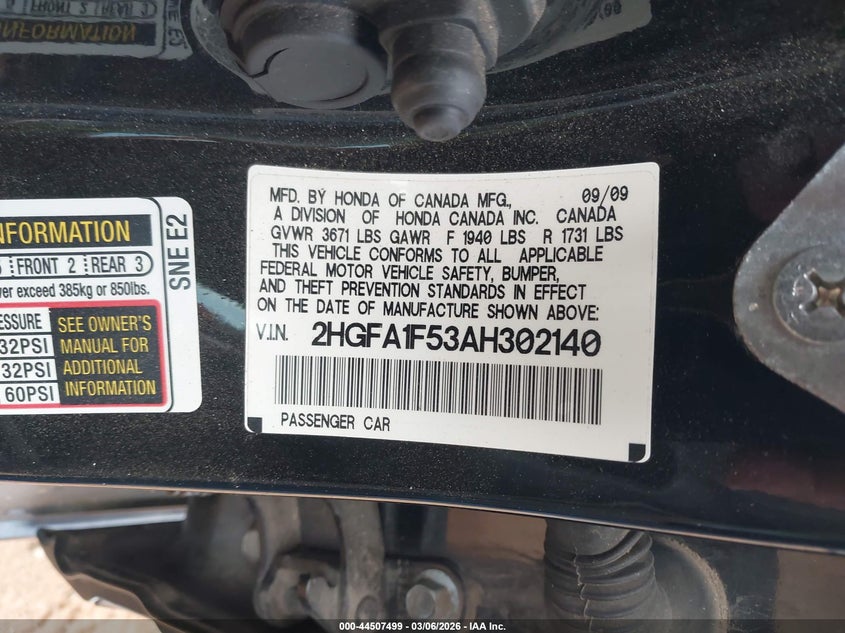 INFORMATION
FRONT 2 REAR 3
never exceed 385kg or 850lbs.
PRESSURE
32PSI
32PSI
60PSI
SEE OWNER'S
MANUAL FOR
ADDITIONAL
INFORMATION
SNE E2
MFD. BY HONDA OF CANADA MFG., 09/09
A DIVISION OF HONDA CANADA INC. CANADA
GVWR 3671 LBS GAWR F 1940 LBS R 1731 LBS
THIS VEHICLE CONFORMS TO ALL APPLICABLE
FEDERAL MOTOR VEHICLE SAFETY, BUMPER,
AND THEFT PREVENTION STANDARDS IN EFFECT
ON THE DATE OF MANUFACTURE SHOWN ABOVE:
V.I.N. 2HGFA1F53AH302140
PASSENGER CAR
000-44507499 - 03/06/2026 - IAA Inc.